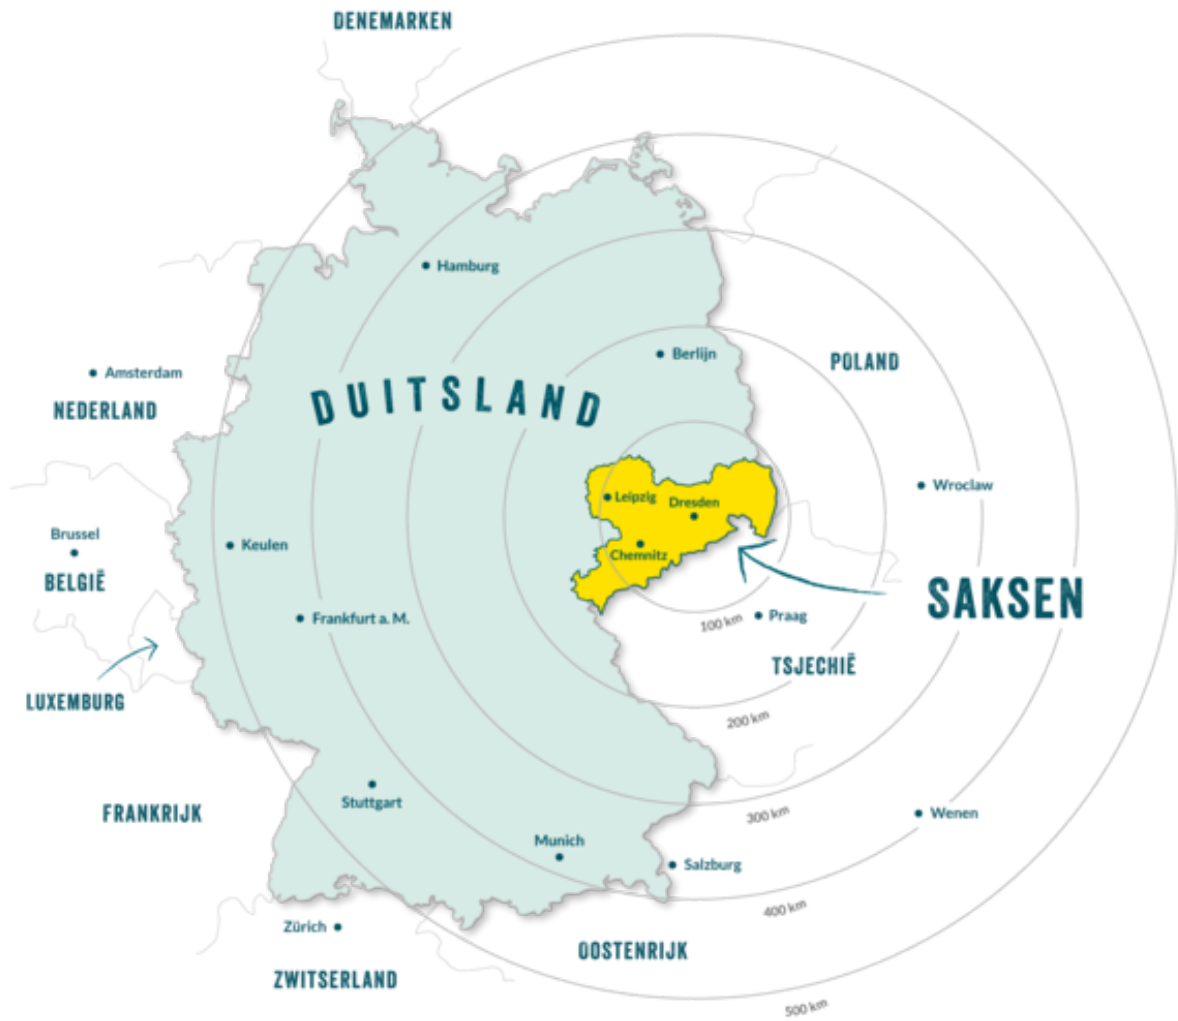 DENEMARKEN
Hamburg
Berlijn
POLAND
Amsterdam
NEDERLAND
DUITSLAND
Leipzig
Dresden
Wroclaw
Brussel
Keulen
Chemnitz
BELGIË
SAKSEN
Frankfurt a. M.
100 km
Praag
TSJECHIË
LUXEMBURG
200 km
FRANKRIJK
Stuttgart
300 km
Wenen
Munich
Salzburg
400 km
Zürich
OOSTENRIJK
ZWITSERLAND
500 km